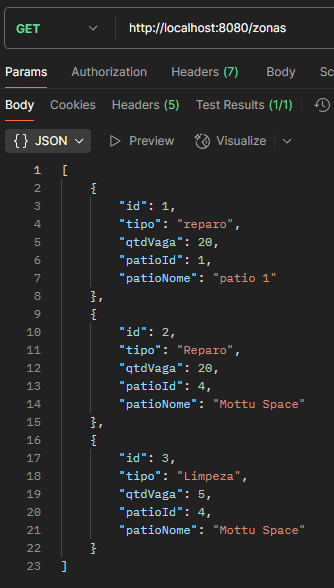 GET http://localhost:8080/zonas
Params Authorization Headers (7) Body Sc
Body Cookies Headers (5) Test Results (1/1)
{} JSON Preview Visualize
1 [
2 {
3 "id": 1,
4 "tipo": "reparo",
5 "qtdVaga": 20,
6 "patioId": 1,
7 "patioNome": "patio 1"
8 },
9 {
10 "id": 2,
11 "tipo": "Reparo",
12 "qtdVaga": 20,
13 "patioId": 4,
14 "patioNome": "Mottu Space"
15 },
16 {
17 "id": 3,
18 "tipo": "Limpeza",
19 "qtdVaga": 5,
20 "patioId": 4,
21 "patioNome": "Mottu Space"
22 }
23 ]